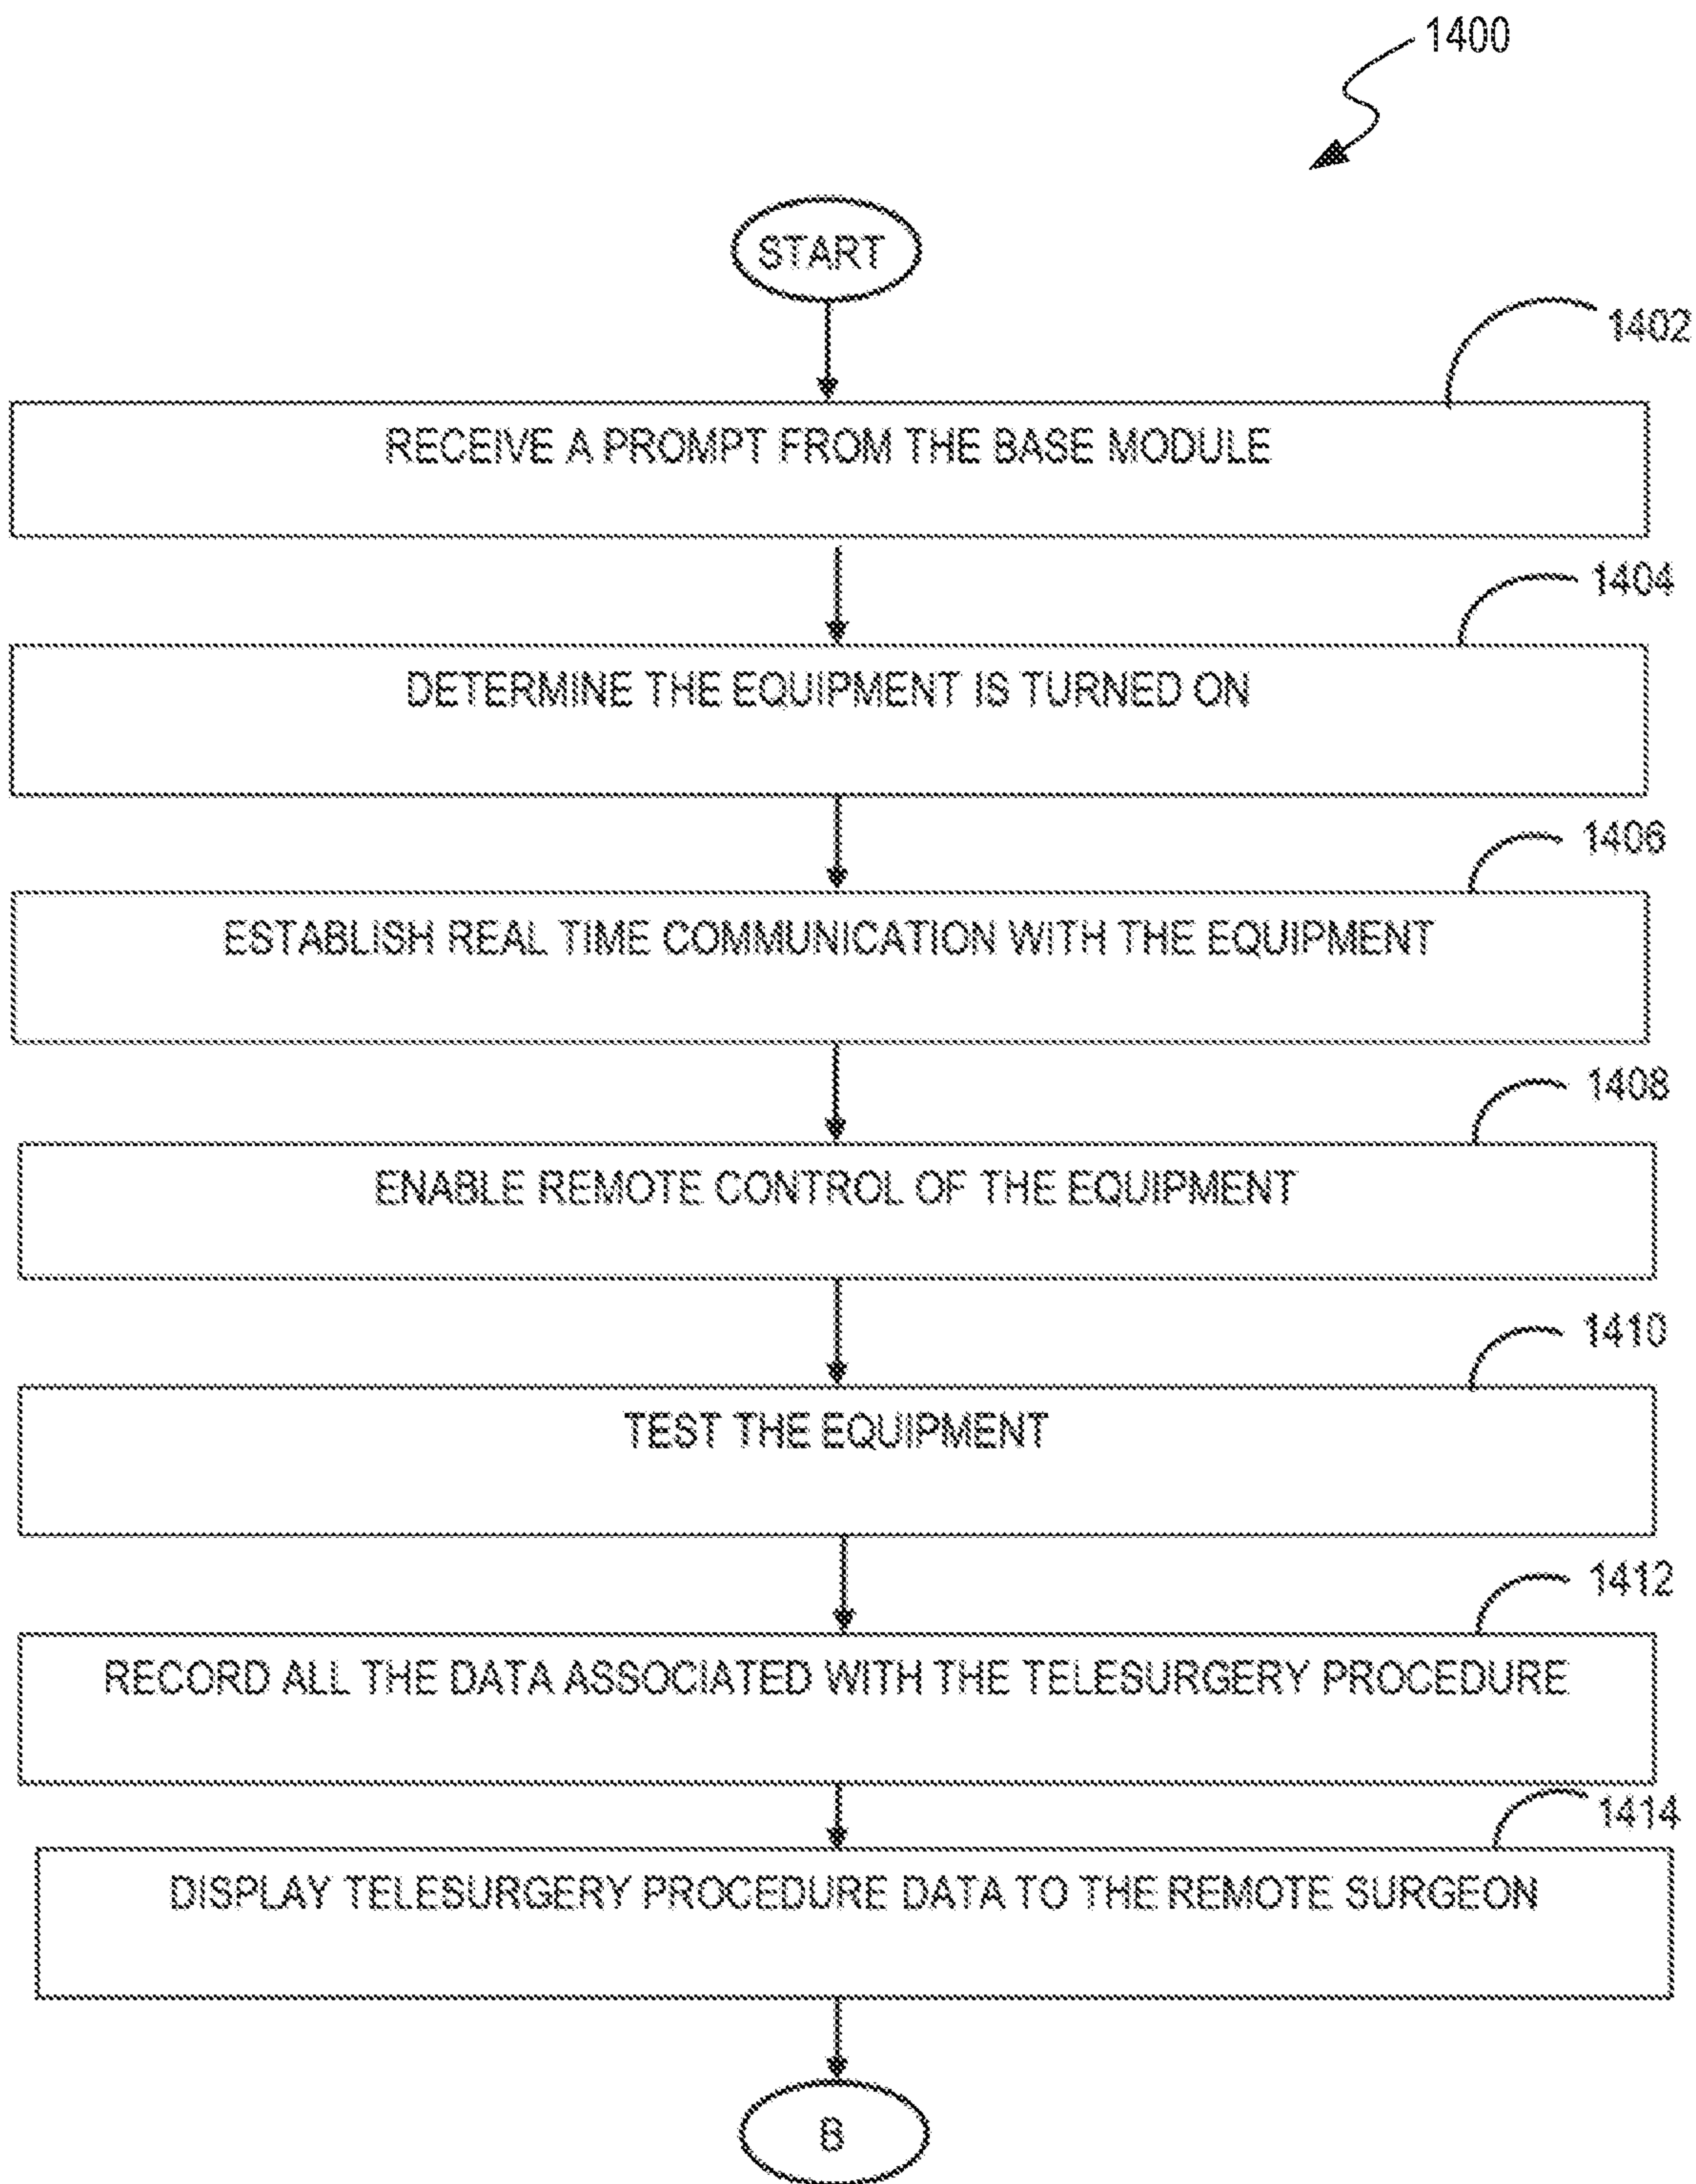 1400
START
1402
RECEIVE A PROMPT FROM THE BASE MODULE
1404
DETERMINE THE EQUIPMENT IS TURNED ON
1406
ESTABLISH REAL TIME COMMUNICATION WITH THE EQUIPMENT
1408
ENABLE REMOTE CONTROL OF THE EQUIPMENT
1410
TEST THE EQUIPMENT
1412
RECORD ALL THE DATA ASSOCIATED WITH THE TELESURGERY PROCEDURE
1414
DISPLAY TELESURGERY PROCEDURE DATA TO THE REMOTE SURGEON
B